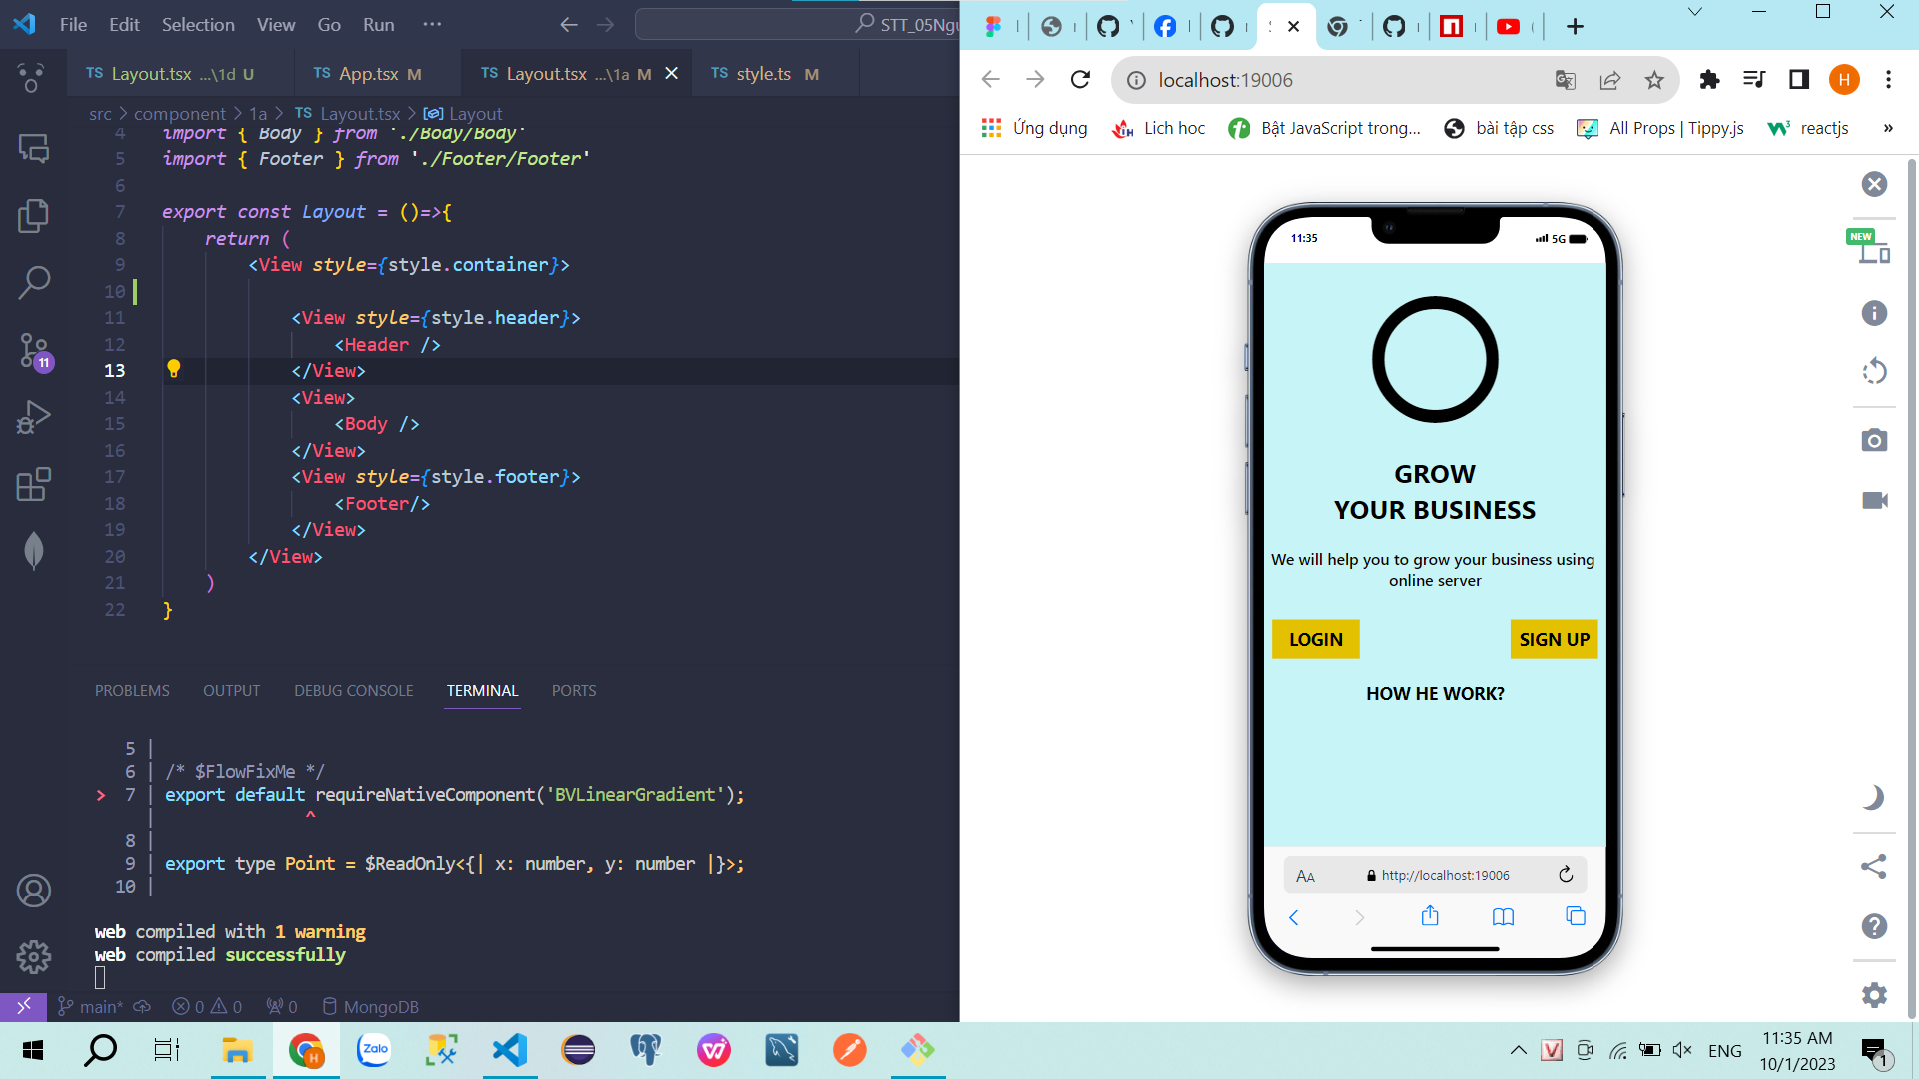 File Edit Selection View Go Run ···
STT_05Ngu
TS Layout.tsx ...\1d U
TS App.tsx M
TS Layout.tsx ...\1a M
TS style.ts M
src > component > 1a > TS Layout.tsx > Layout
4 import { Body } from './Body/Body'
5 import { Footer } from './Footer/Footer'
6
7 export const Layout = ()=>{
8 return (
9 <View style={style.container}>
10
11 <View style={style.header}>
12 <Header />
13 </View>
14 <View>
15 <Body />
16 </View>
17 <View style={style.footer}>
18 <Footer/>
19 </View>
20 </View>
21 )
22 }
11
PROBLEMS OUTPUT DEBUG CONSOLE TERMINAL PORTS
5 |
6 | /* $FlowFixMe */
> 7 | export default requireNativeComponent('BVLinearGradient');
| ^
8 |
9 | export type Point = $ReadOnly<{| x: number, y: number |}>;
10 |
web compiled with 1 warning
web compiled successfully
main* 0 0 0 MongoDB
localhost:19006
H
Ứng dụng Lich hoc Bật JavaScript trong... bài tập css All Props | Tippy.js reactjs »
NEW
11:35 5G
GROW
YOUR BUSINESS
We will help you to grow your business using
online server
LOGIN SIGN UP
HOW HE WORK?
AA http://localhost:19006
Zalo
ENG
11:35 AM
10/1/2023
1